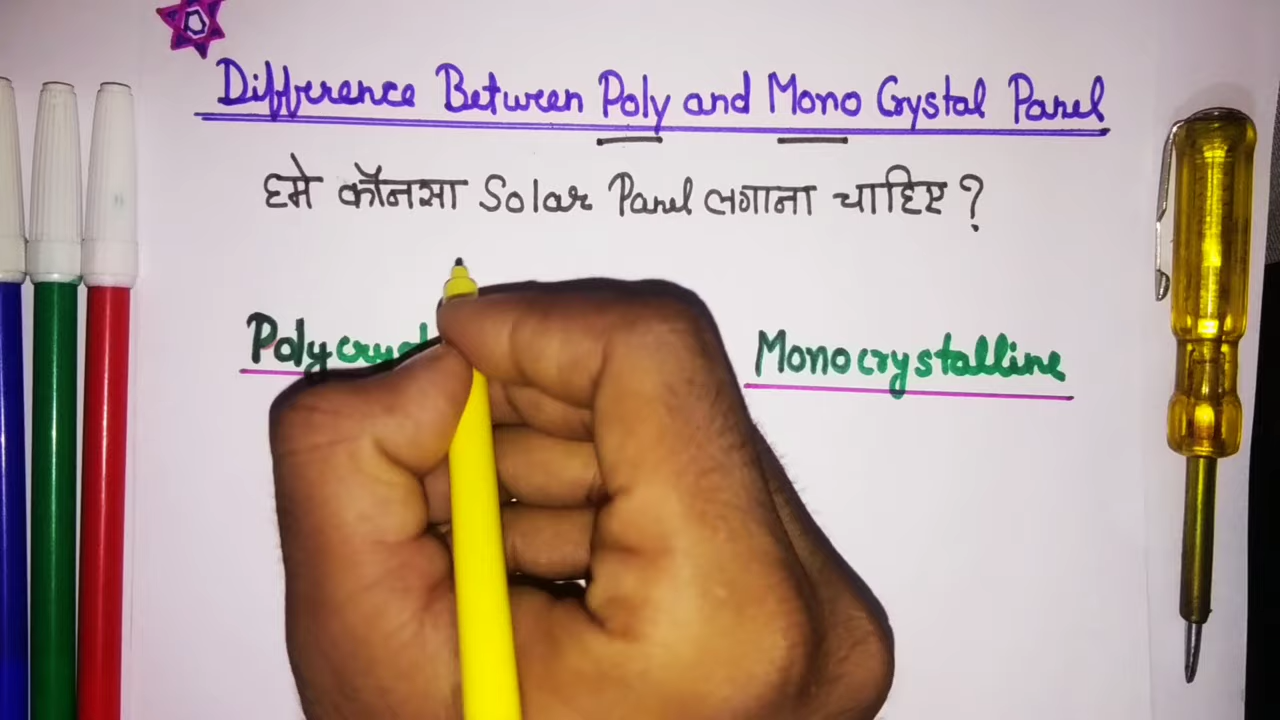 Difference Between Poly and Mono Crystal Panel
हमे कॉनसा Solar Panel लगाना चाहिए ?
Monocrystalline